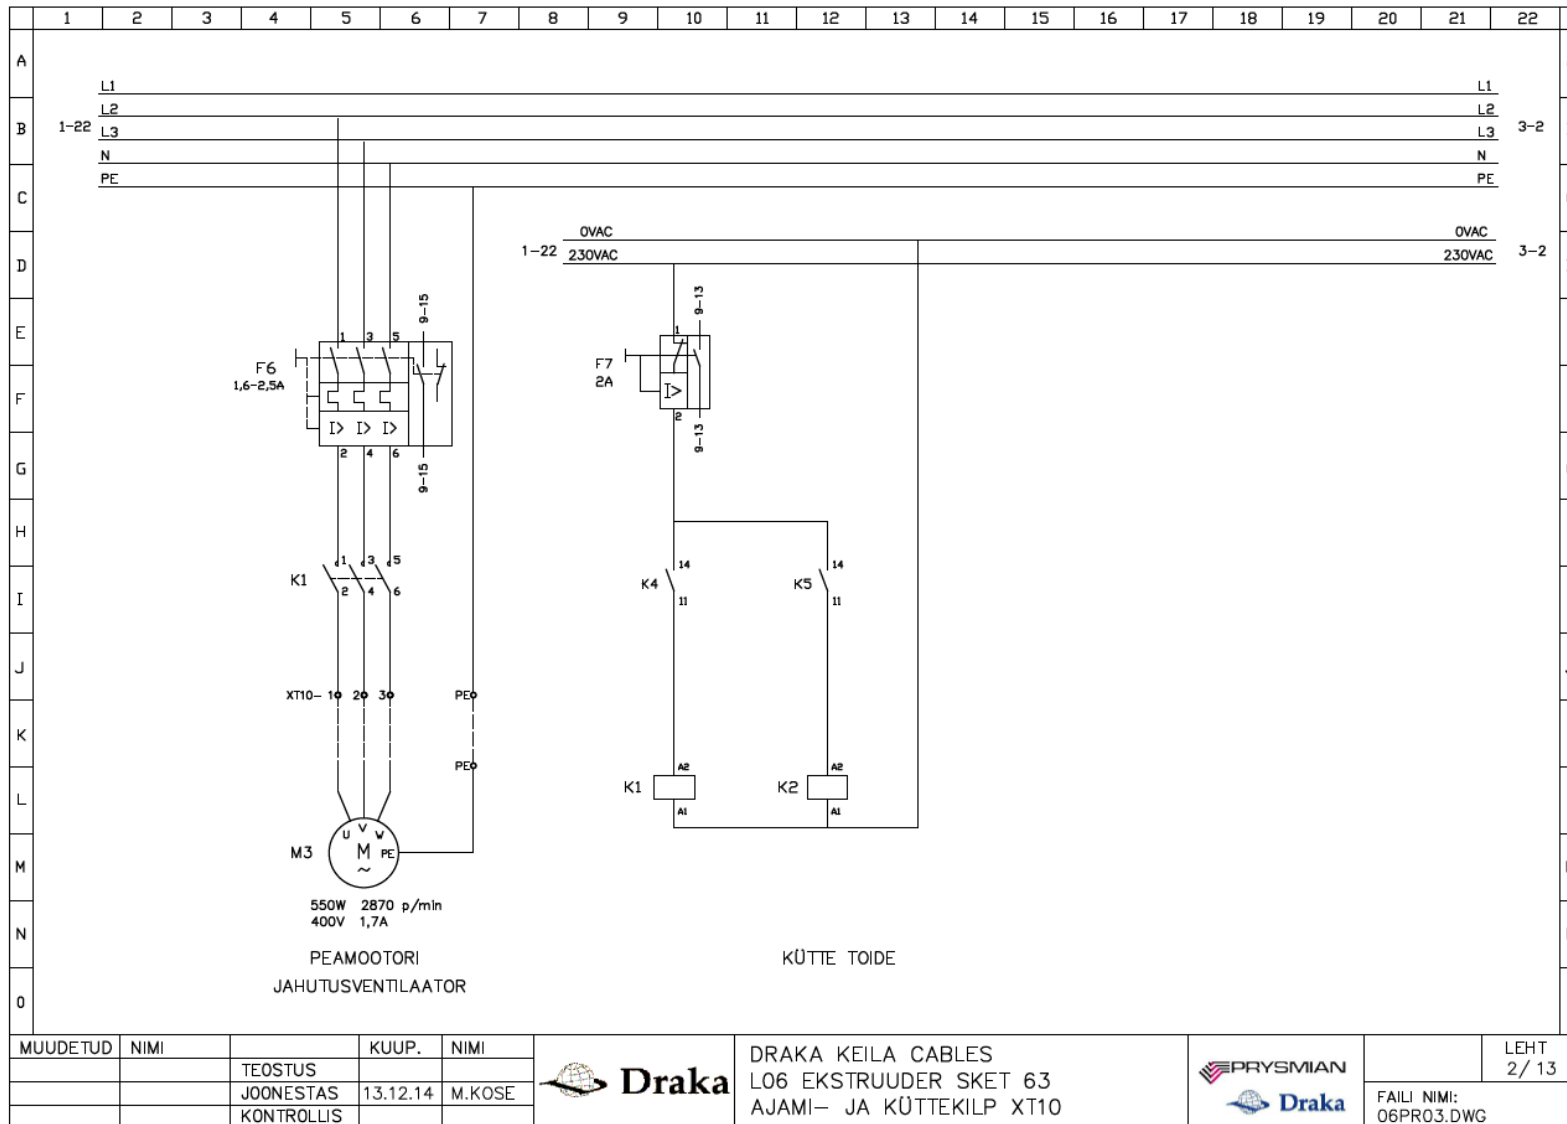 1 2 3 4 5 6 7 8 9 10 11 12 13 14 15 16 17 18 19 20 21 22
A
L1 L1
L2 L2
B 1-22 L3 L3 3-2
N N
PE PE
C
0VAC 0VAC
D 1-22 230VAC 230VAC 3-2
9-15 9-13
E
1 3 5 1
F6 F7
1,6-2,5A 2A
F
I>
I> I> I>
2
2 4 6
9-15 9-13
G
H
1 3 5 14 14
K1 K4 K5
2 4 6 11 11
I
J
XT10- 1 2 3 PE
K
PE A2 A2
K1 K2
L
A1 A1
U V W
M3 M PE
~
M
550W 2870 p/min
400V 1,7A
N
PEAMOOTORI KÜTTE TOIDE
JAHUTUSVENTILAATOR
O
MUUDETUD NIMI KUUP. NIMI
TEOSTUS
JOONESTAS 13.12.14 M.KOSE
KONTROLLIS
Draka
DRAKA KEILA CABLES
L06 EKSTRUUDER SKET 63
AJAMI- JA KÜTTEKILP XT10
PRYSMIAN
Draka
LEHT
2/ 13
FAILI NIMI:
06PR03.DWG